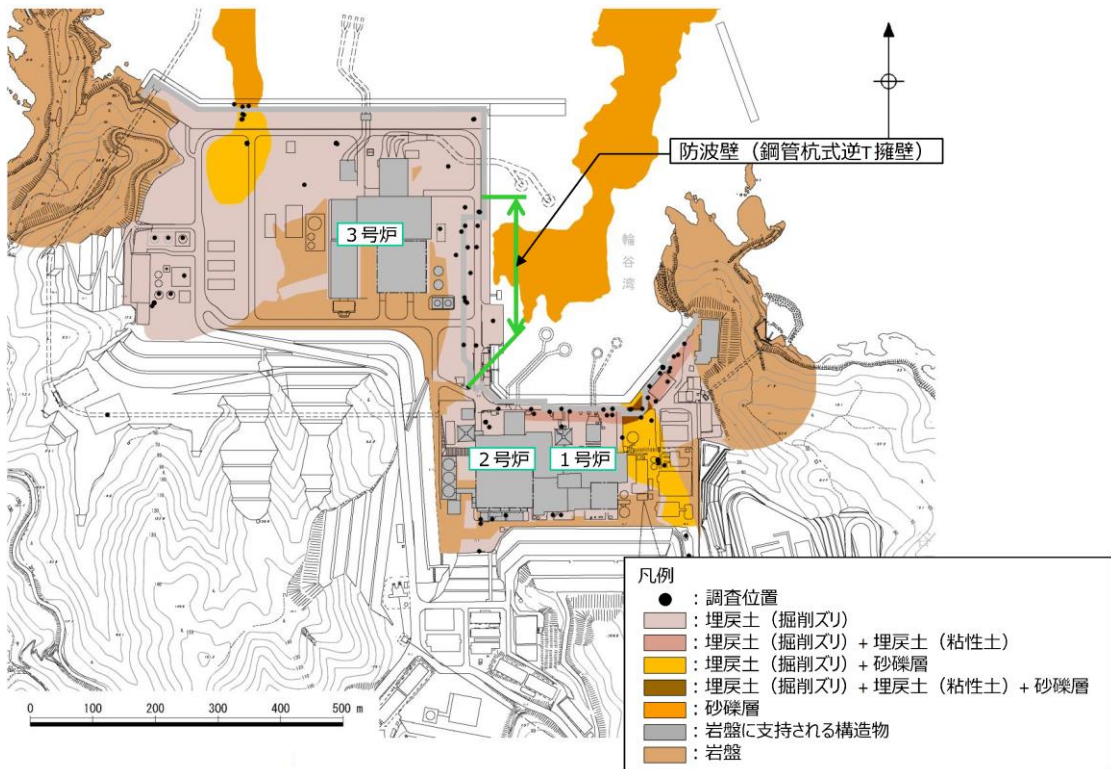 防波壁（鋼管杭式逆T擁壁）
輪谷湾
3号炉
2号炉
1号炉
凡例
●：調査位置
：埋戻土（掘削ズリ）
：埋戻土（掘削ズリ）+埋戻土（粘性土）
：埋戻土（掘削ズリ）+砂礫層
：埋戻土（掘削ズリ）+埋戻土（粘性土）+砂礫層
：砂礫層
：岩盤に支持される構造物
：岩盤
0 100 200 300 400 500 m